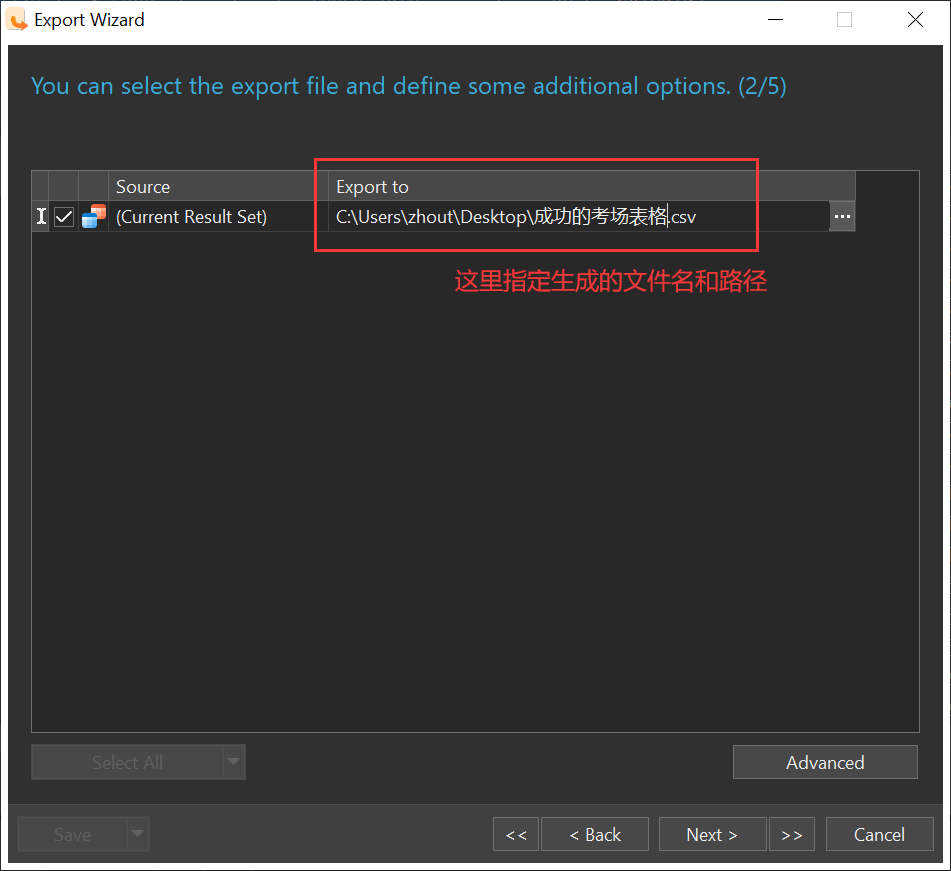 Export Wizard
You can select the export file and define some additional options. (2/5)
Source Export to
(Current Result Set) C:\Users\zhout\Desktop\成功的考场表格.csv ...
这里指定生成的文件名和路径
Select All Advanced
Save << < Back Next > >> Cancel